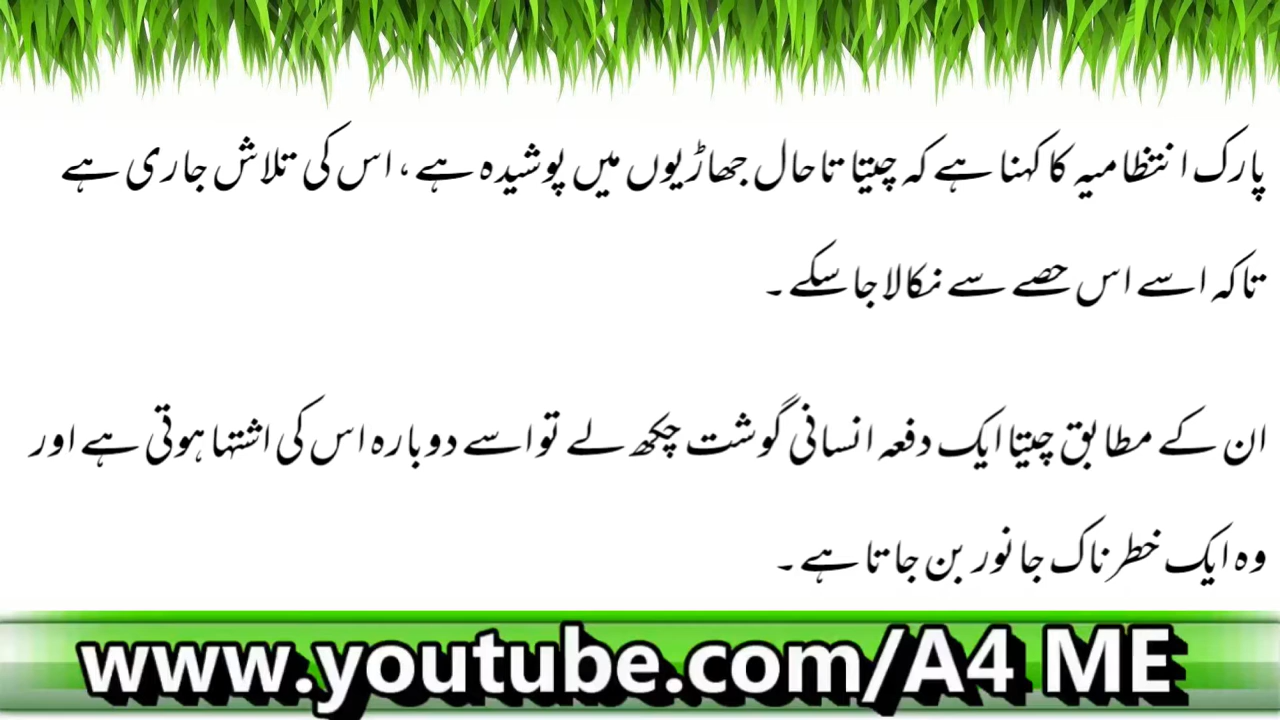 پارک انتظامیہ کا کہنا ہے کہ چیتا تاحال جھاڑیوں میں پوشیدہ ہے، اس کی تلاش جاری ہے
تاکہ اسے اس حصے سے نکالا جا سکے۔
ان کے مطابق چیتا ایک دفعہ انسانی گوشت چکھ لے تو اسے دوبارہ اس کی اشتہا ہوتی ہے اور
وہ ایک خطرناک جانور بن جاتا ہے۔
www.youtube.com/A4 ME